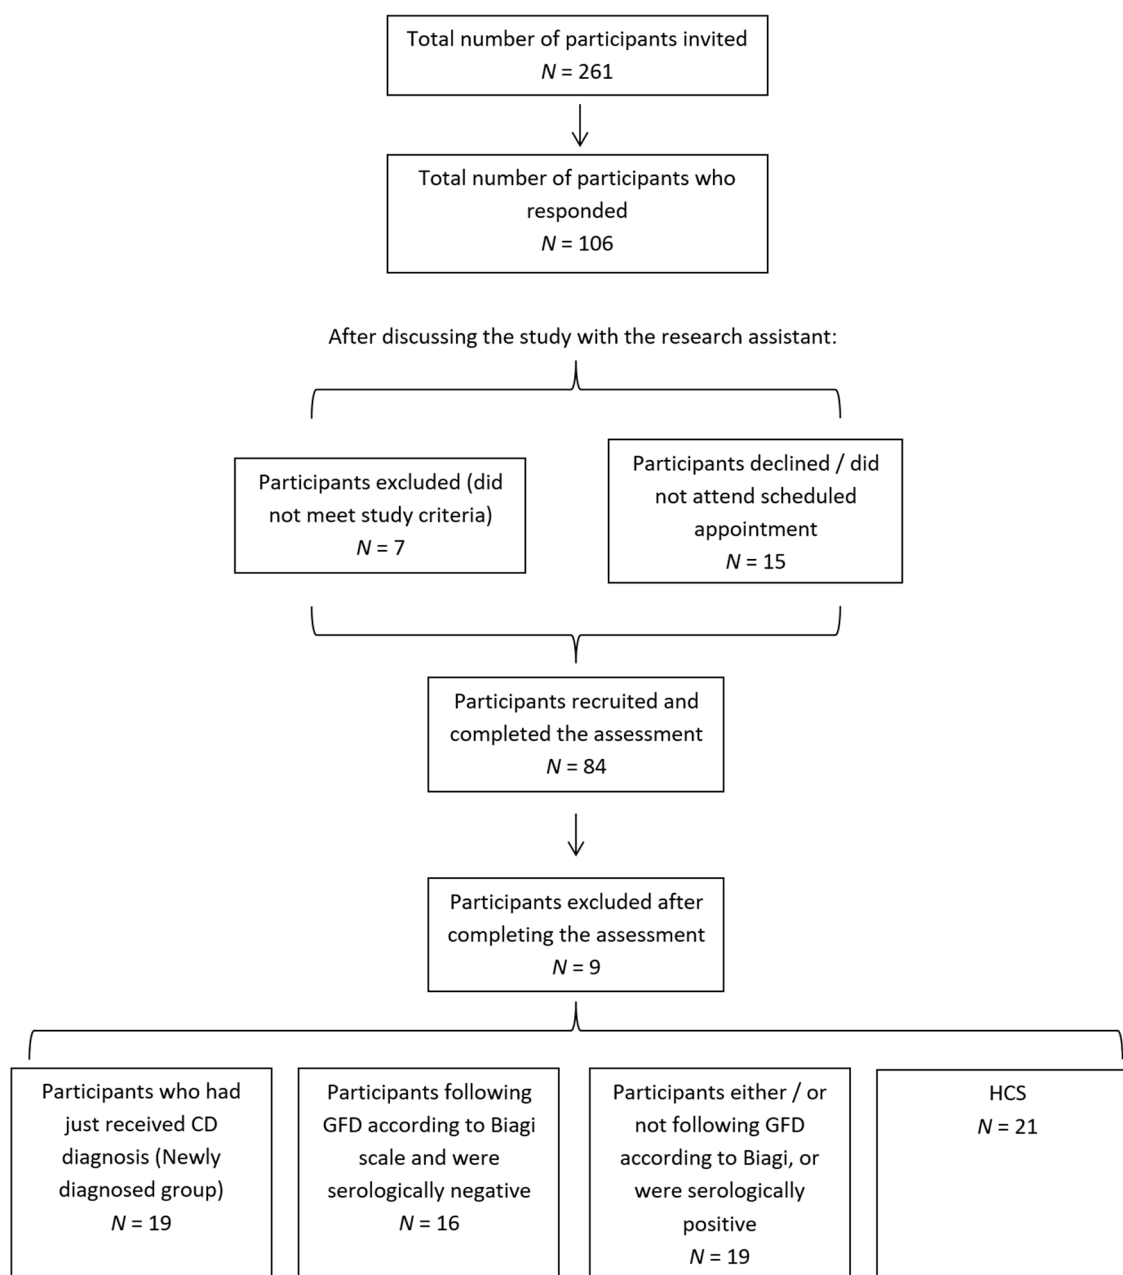 Total number of participants invited
N = 261
Total number of participants who
responded
N = 106
After discussing the study with the research assistant:
Participants excluded (did
not meet study criteria)
N = 7
Participants declined / did
not attend scheduled
appointment
N = 15
Participants recruited and
completed the assessment
N = 84
Participants excluded after
completing the assessment
N = 9
Participants who had
just received CD
diagnosis (Newly
diagnosed group)
N = 19
Participants following
GFD according to Biagi
scale and were
serologically negative
N = 16
Participants either / or
not following GFD
according to Biagi, or
were serologically
positive
N = 19
HCS
N = 21